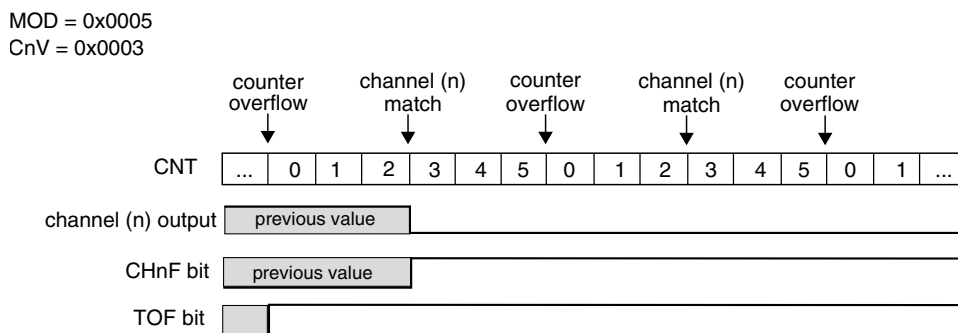 MOD = 0x0005
CnV = 0x0003
counter overflow
channel (n) match
counter overflow
channel (n) match
counter overflow
CNT ... 0 1 2 3 4 5 0 1 2 3 4 5 0 1 ...
channel (n) output previous value
CHnF bit previous value
TOF bit